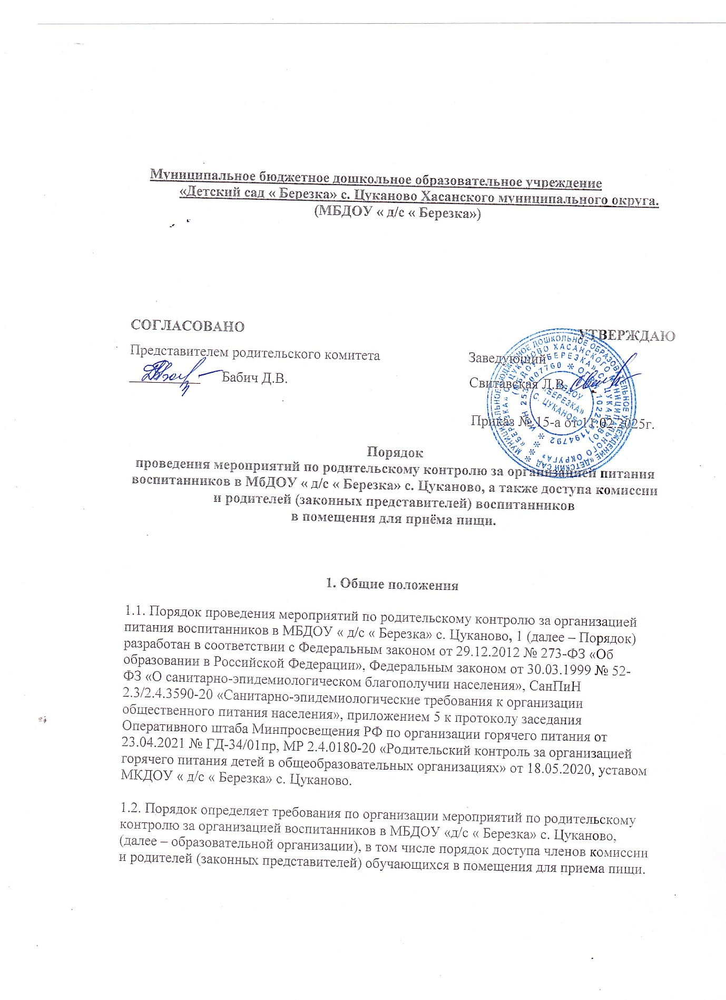 Муниципальное бюджетное дошкольное образовательное учреждение
«Детский сад « Березка» с. Цуканово Хасанского муниципального округа.
(МБДОУ « д/с « Березка»)
СОГЛАСОВАНО
УТВЕРЖДАЮ
Представителем родительского комитета
Заведующий
Бабич Д.В.
Свитавская Л.В.
МБДОУ
«БЕРЕЗКА»
С. ЦУКАНОВО
Приказ № 15-а от 11.02.2025г.
Порядок
проведения мероприятий по родительскому контролю за организацией питания
воспитанников в МбДОУ « д/с « Березка» с. Цуканово, а также доступа комиссии
и родителей (законных представителей) воспитанников
в помещения для приёма пищи.
1. Общие положения
1.1. Порядок проведения мероприятий по родительскому контролю за организацией
питания воспитанников в МБДОУ « д/с « Березка» с. Цуканово, 1 (далее – Порядок)
разработан в соответствии с Федеральным законом от 29.12.2012 № 273-ФЗ «Об
образовании в Российской Федерации», Федеральным законом от 30.03.1999 № 52-
ФЗ «О санитарно-эпидемиологическом благополучии населения», СанПиН
2.3/2.4.3590-20 «Санитарно-эпидемиологические требования к организации
общественного питания населения», приложением 5 к протоколу заседания
Оперативного штаба Минпросвещения РФ по организации горячего питания от
23.04.2021 № ГД-34/01пр, МР 2.4.0180-20 «Родительский контроль за организацией
горячего питания детей в общеобразовательных организациях» от 18.05.2020, уставом
МКДОУ « д/с « Березка» с. Цуканово.
1.2. Порядок определяет требования по организации мероприятий по родительскому
контролю за организацией воспитанников в МБДОУ «д/с « Березка» с. Цуканово,
(далее – образовательной организации), в том числе порядок доступа членов комиссии
и родителей (законных представителей) обучающихся в помещения для приема пищи.